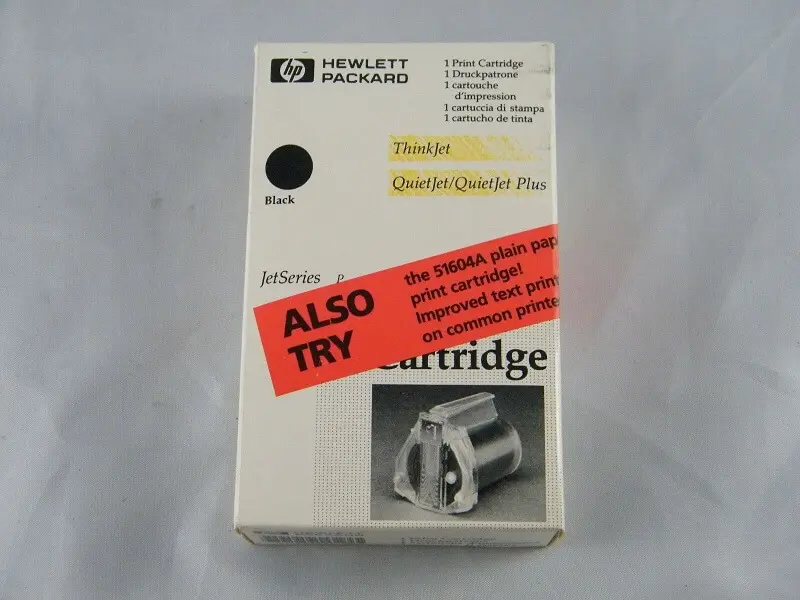 hp HEWLETT
PACKARD
1 Print Cartridge
1 Druckpatrone
1 cartouche
d'impression
1 cartuccia di stampa
1 cartucho de tinta
ThinkJet
QuietJet/QuietJet Plus
Black
JetSeries P
ALSO
TRY
the 51604A plain pap
print cartridge!
Improved text print
on common printe
Cartridge